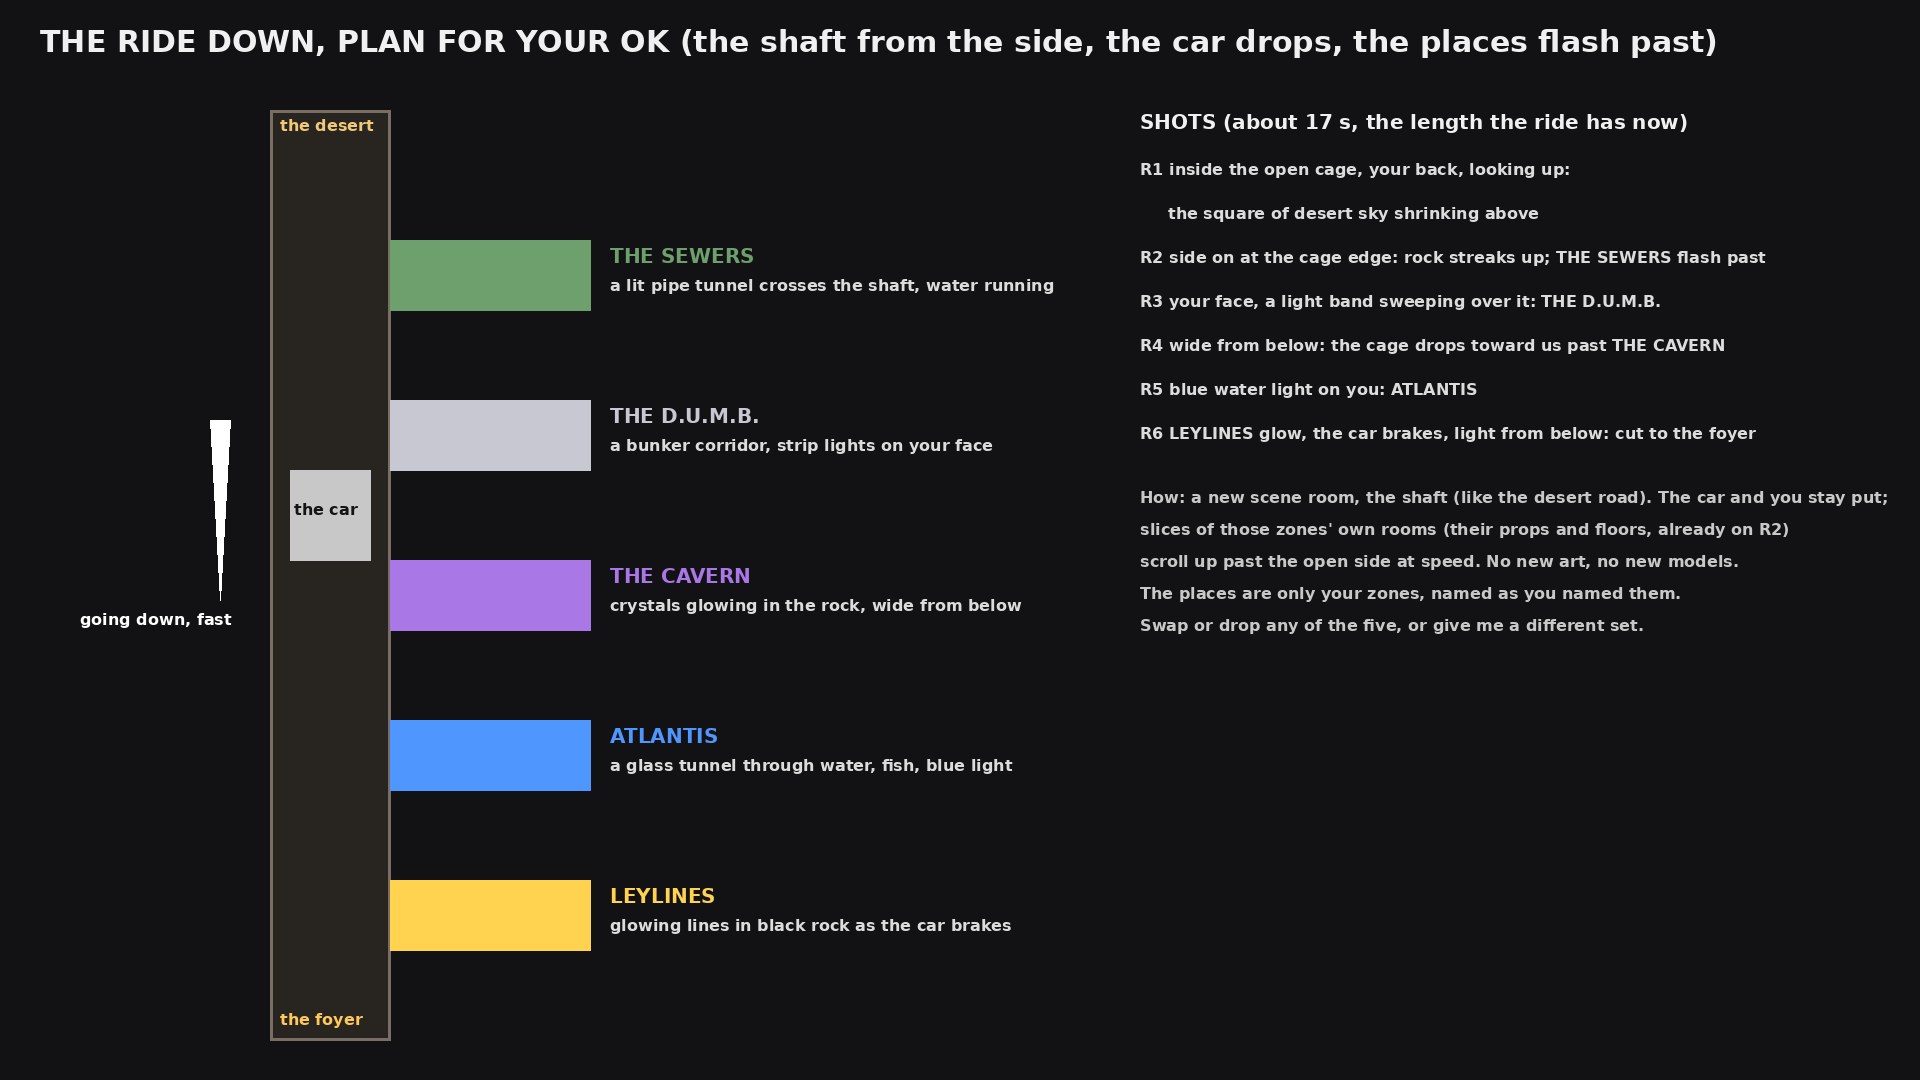 THE RIDE DOWN, PLAN FOR YOUR OK (the shaft from the side, the car drops, the places flash past)
the desert
THE SEWERS
a lit pipe tunnel crosses the shaft, water running
THE D.U.M.B.
a bunker corridor, strip lights on your face
the car
going down, fast
THE CAVERN
crystals glowing in the rock, wide from below
ATLANTIS
a glass tunnel through water, fish, blue light
LEYLINES
glowing lines in black rock as the car brakes
the foyer
SHOTS (about 17 s, the length the ride has now)
R1 inside the open cage, your back, looking up:
the square of desert sky shrinking above
R2 side on at the cage edge: rock streaks up; THE SEWERS flash past
R3 your face, a light band sweeping over it: THE D.U.M.B.
R4 wide from below: the cage drops toward us past THE CAVERN
R5 blue water light on you: ATLANTIS
R6 LEYLINES glow, the car brakes, light from below: cut to the foyer
How: a new scene room, the shaft (like the desert road). The car and you stay put;
slices of those zones' own rooms (their props and floors, already on R2)
scroll up past the open side at speed. No new art, no new models.
The places are only your zones, named as you named them.
Swap or drop any of the five, or give me a different set.